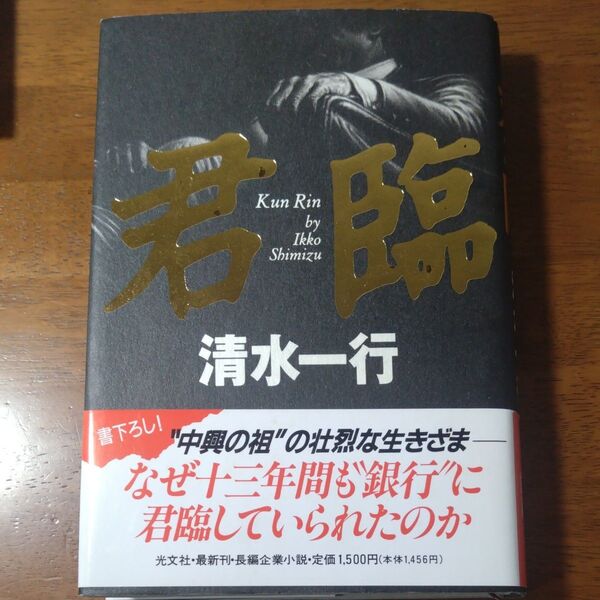 君臨
Kun Rin
by
Ikko
Shimizu
清水一行
書下ろし!
"中興の祖"の壮烈な生きざま——
なぜ十三年間も"銀行"に
君臨していられたのか
光文社・最新刊・長編企業小説・定価1,500円(本体1,456円)